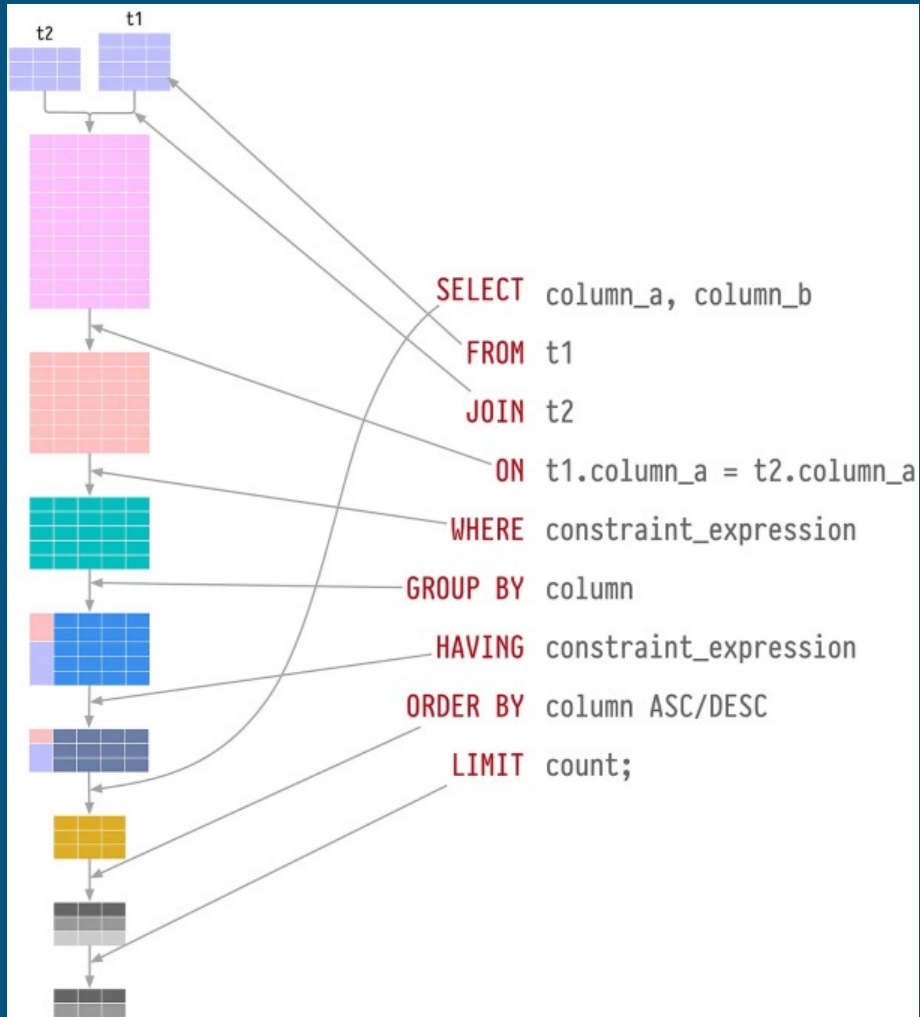 t2
t1
SELECT column_a, column_b
FROM t1
JOIN t2
ON t1.column_a = t2.column_a
WHERE constraint_expression
GROUP BY column
HAVING constraint_expression
ORDER BY column ASC/DESC
LIMIT count;